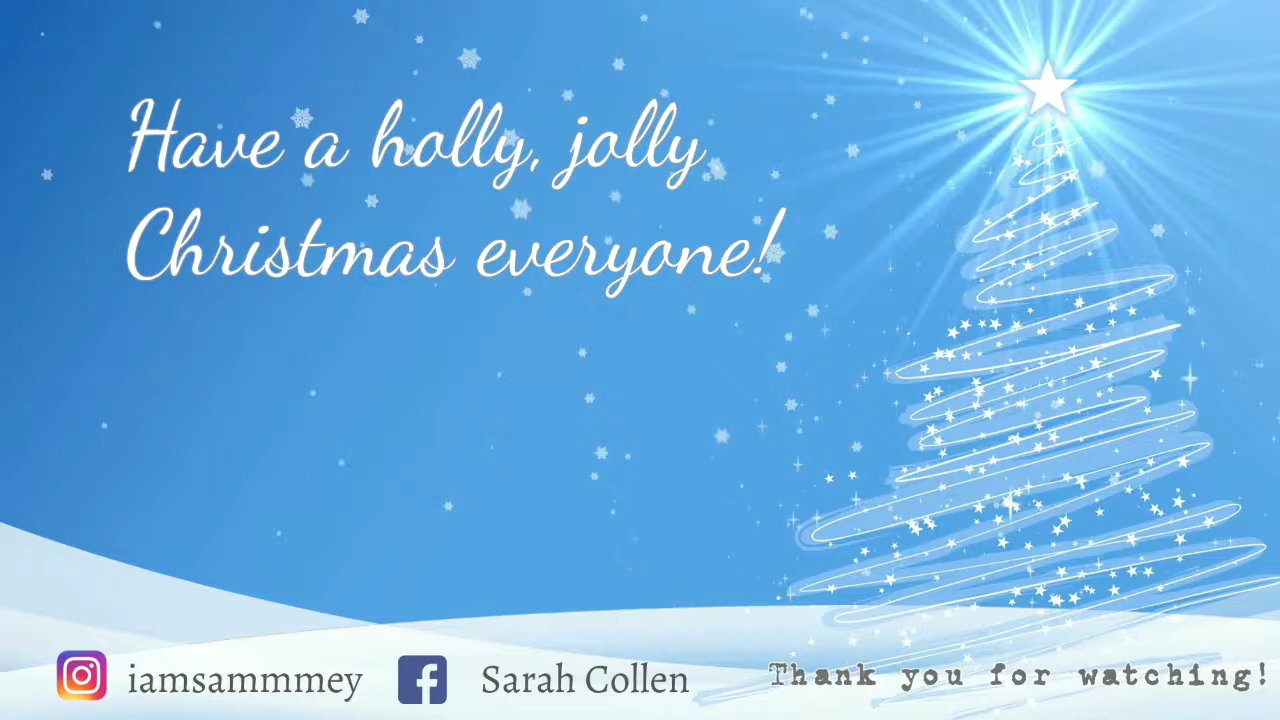 Have a holly, jolly
Christmas everyone!
iamsammmey
Sarah Collen
Thank you for watching!